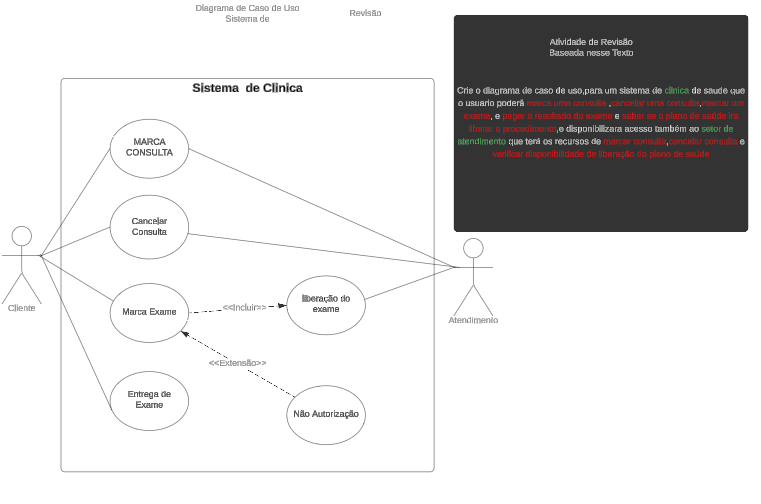 Diagrama de Caso de Uso
Sistema de
Revisão
Atividade de Revisão
Baseada nesse Texto
Crie o diagrama de caso de uso,para um sistema de clinica de saude que
o usuario poderá marca uma consulta ,cancelar uma consulta,marcar um
exame, e pegar o resultado do exame e saber se o plano de saúde ira
liberar o procedimento,e disponibilizara acesso também ao setor de
atendimento que terá os recursos de marcar consulta,cancelar consulta e
verificar disponibilidade de liberação do plano de saúde
Sistema de Clinica
MARCA
CONSULTA
Cancelar
Consulta
Marca Exame
<<Incluir>>
liberação do
exame
<<Extensão>>
Entrega de
Exame
Não Autorização
Cliente
Atendimento